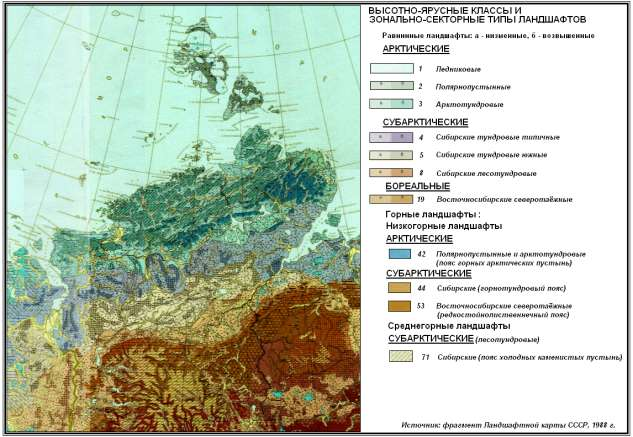 ВЫСОТНО-ЯРУСНЫЕ КЛАССЫ И
ЗОНАЛЬНО-СЕКТОРНЫЕ ТИПЫ ЛАНДШАФТОВ
Равнинные ландшафты: а - низменные, б - возвышенные
АРКТИЧЕСКИЕ
1 Ледниковые
2 Полярнопустынные
3 Арктотундровые
СУБАРКТИЧЕСКИЕ
4 Сибирские тундровые типичные
5 Сибирские тундровые южные
8 Сибирские лесотундровые
БОРЕАЛЬНЫЕ
19 Восточносибирские северотаёжные
Горные ландшафты :
Низкогорные ландшафты
АРКТИЧЕСКИЕ
42 Полярнопустынные и арктотундровые
(пояс горных арктических пустынь)
СУБАРКТИЧЕСКИЕ
44 Сибирские (горнотундровый пояс)
53 Восточносибирские северотаёжные
(редкостойнолиственнечный пояс)
Среднегорные ландшафты
СУБАРКТИЧЕСКИЕ (лесотундровые)
71 Сибирские (пояс холодных каменистых пустынь)
Источник: фрагмент Ландшафтной карты СССР, 1988 г.